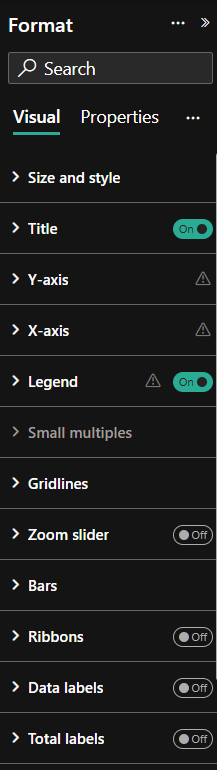 Format
Search
Visual Properties
Size and style
Title On
Y-axis
X-axis
Legend On
Small multiples
Gridlines
Zoom slider Off
Bars
Ribbons Off
Data labels Off
Total labels Off